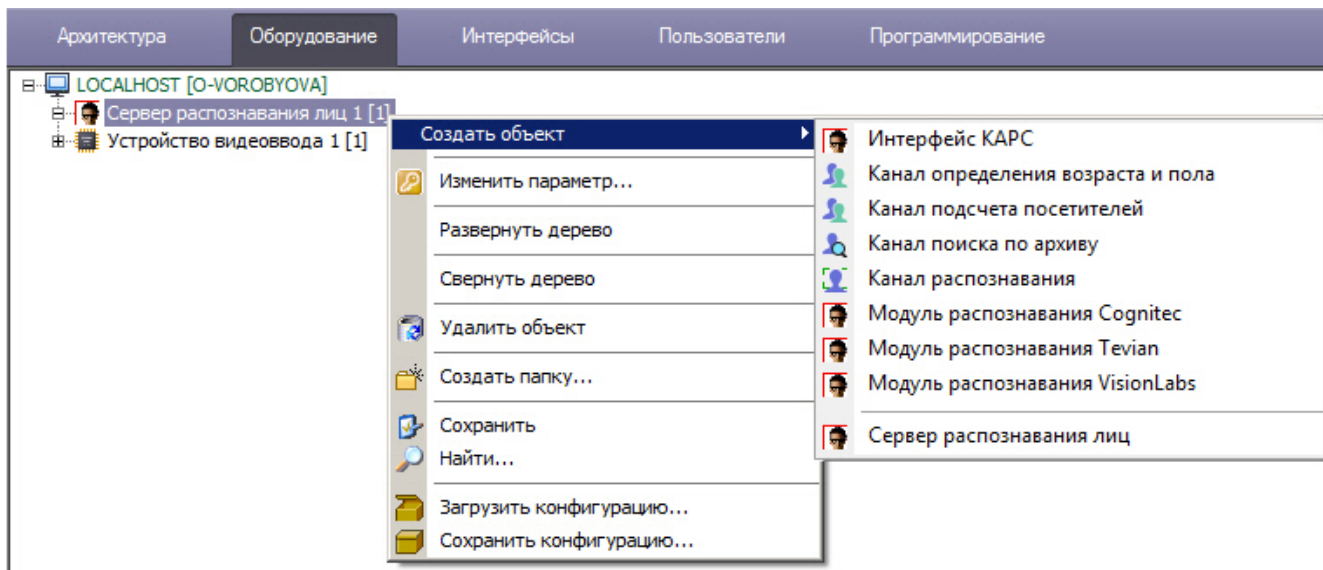 Архитектура Оборудование Интерфейсы Пользователи Программирование
LOCALHOST [O-VOROBYOVA]
Сервер распознавания лиц 1 [1]
Устройство видеоввода 1 [1]
Создать объект
Изменить параметр...
Развернуть дерево
Свернуть дерево
Удалить объект
Создать папку...
Сохранить
Найти...
Загрузить конфигурацию...
Сохранить конфигурацию...
Интерфейс КАРС
Канал определения возраста и пола
Канал подсчета посетителей
Канал поиска по архиву
Канал распознавания
Модуль распознавания Cognitec
Модуль распознавания Tevian
Модуль распознавания VisionLabs
Сервер распознавания лиц